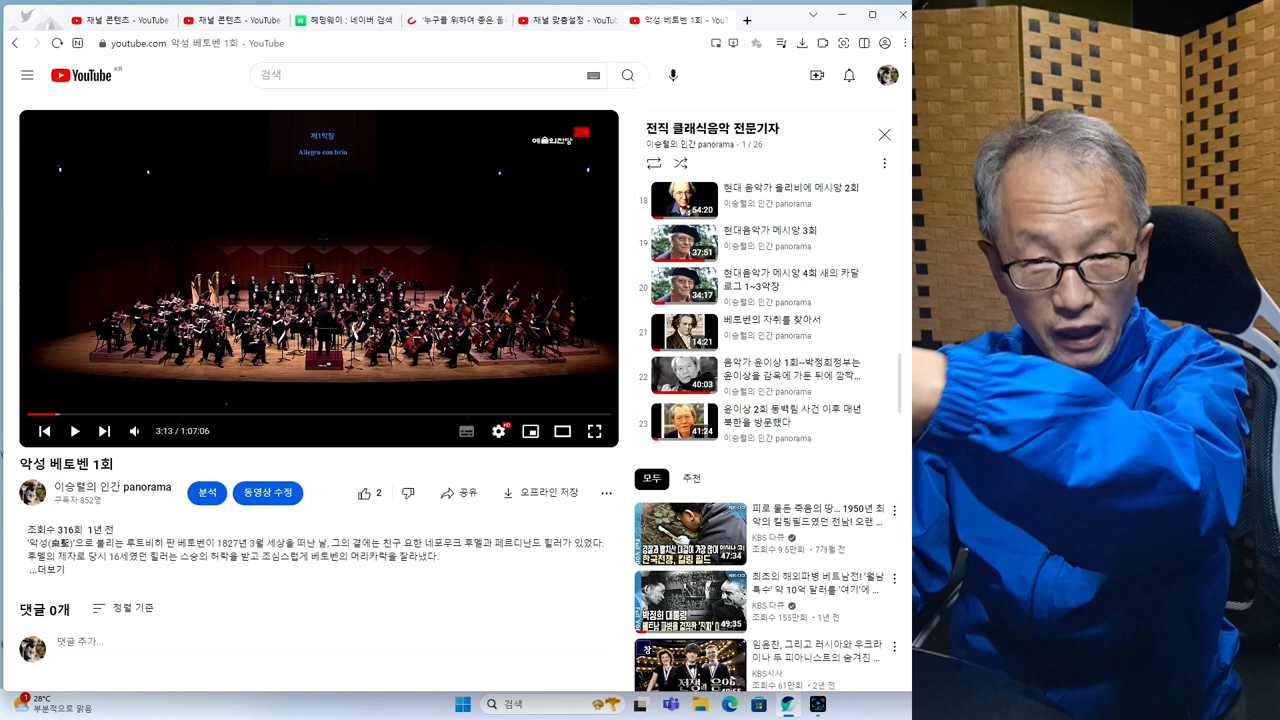 채널 콘텐츠 - YouTube
채널 콘텐츠 - YouTube
헤밍웨이 : 네이버 검색
채널 맞춤설정 - YouTu
악성 베토벤 1회 - YouT
youtube.com 악성 베토벤 1회 - YouTube
YouTube KR
검색
제1악장
Allegro con brio
예술의전당
3:13 / 1:07:06
HD
악성 베토벤 1회
이승렬의 인간 panorama
구독자 852명
분석
동영상 수정
2
공유
오프라인 저장
조회수 316회 1년 전
'악성(樂聖)'으로 불리는 루트비히 판 베토벤이 1827년 3월 세상을 떠난 날, 그의 곁에는 친구 요한 네포무크 후멜과 페르디난드 힐러가 있었다.
후멜의 제자로 당시 16세였던 힐러는 스승의 허락을 받고 조심스럽게 베토벤의 머리카락을 잘라냈다.
...더보기
댓글 0개
정렬 기준
댓글 추가...
전직 클래식음악 전문기자
이승렬의 인간 panorama - 1 / 26
18
54:20
현대 음악가 올리비에 메시앙 2회
이승렬의 인간 panorama
19
37:51
현대음악가 메시앙 3회
이승렬의 인간 panorama
20
34:17
현대음악가 메시앙 4회 새의 카탈
로그 1~3악장
이승렬의 인간 panorama
21
14:21
베토벤의 자취를 찾아서
이승렬의 인간 panorama
22
40:03
음악가 윤이상 1회--박정희정부는
윤이상을 감옥에 가둔 뒤에 깜짝...
이승렬의 인간 panorama
23
41:24
윤이상 2회 동백림 사건 이후 매년
북한을 방문했다
이승렬의 인간 panorama
모두
추천
한국전쟁, 킬링 필드
47:34
피로 물든 죽음의 땅... 1950년 최
악의 킬링필드였던 전남! 오랜 ...
KBS 다큐
조회수 9.5만회 • 7개월 전
박정희 대통령
49:35
최초의 해외파병 베트남전! '월남
특수' 약 10억 달러를 '여기'에 ...
KBS 다큐
조회수 155만회 • 1년 전
창
전쟁과 음악
임윤찬, 그리고 러시아와 우크라
이나 두 피아니스트의 숨겨진 ...
KBS시사
조회수 61만회 • 2년 전
1
28°C
부분적으로 맑음
검색